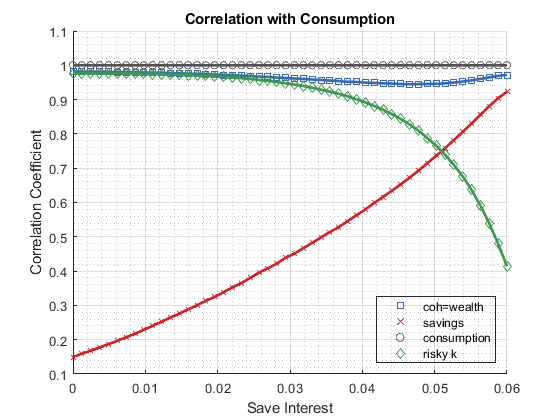 Correlation with Consumption
Correlation Coefficient
1.1
1
0.9
0.8
0.7
0.6
0.5
0.4
0.3
0.2
0.1
coh=wealth
savings
consumption
risky k
0 0.01 0.02 0.03 0.04 0.05 0.06
Save Interest